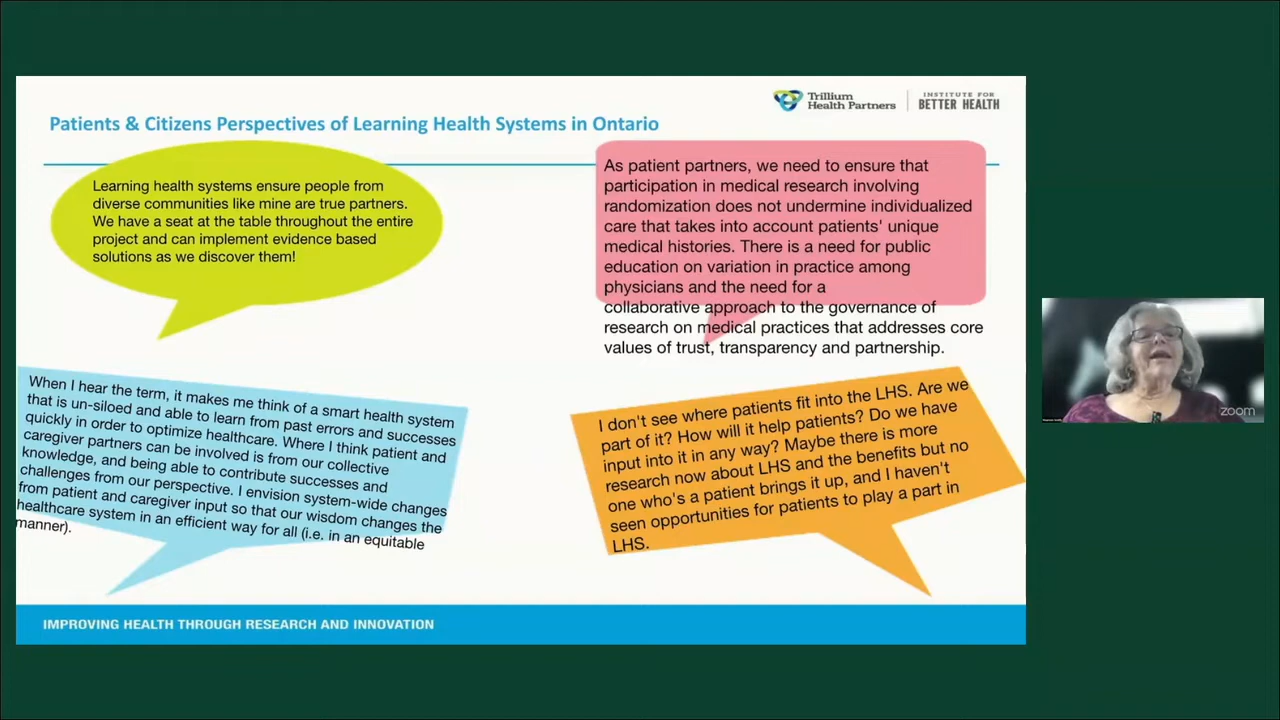 Trillium
Health Partners
INSTITUTE FOR
BETTER HEALTH
Patients & Citizens Perspectives of Learning Health Systems in Ontario
Learning health systems ensure people from
diverse communities like mine are true partners.
We have a seat at the table throughout the entire
project and can implement evidence based
solutions as we discover them!
As patient partners, we need to ensure that
participation in medical research involving
randomization does not undermine individualized
care that takes into account patients' unique
medical histories. There is a need for public
education on variation in practice among
physicians and the need for a
collaborative approach to the governance of
research on medical practices that addresses core
values of trust, transparency and partnership.
When I hear the term, it makes me think of a smart health system
that is un-siloed and able to learn from past errors and successes
quickly in order to optimize healthcare. Where I think patient and
caregiver partners can be involved is from our collective
knowledge, and being able to contribute successes and
challenges from our perspective. I envision system-wide changes
from patient and caregiver input so that our wisdom changes the
healthcare system in an efficient way for all (i.e. in an equitable
manner).
I don't see where patients fit into the LHS. Are we
part of it? How will it help patients? Do we have
input into it in any way? Maybe there is more
research now about LHS and the benefits but no
one who's a patient brings it up, and I haven't
seen opportunities for patients to play a part in
LHS.
zoom
IMPROVING HEALTH THROUGH RESEARCH AND INNOVATION